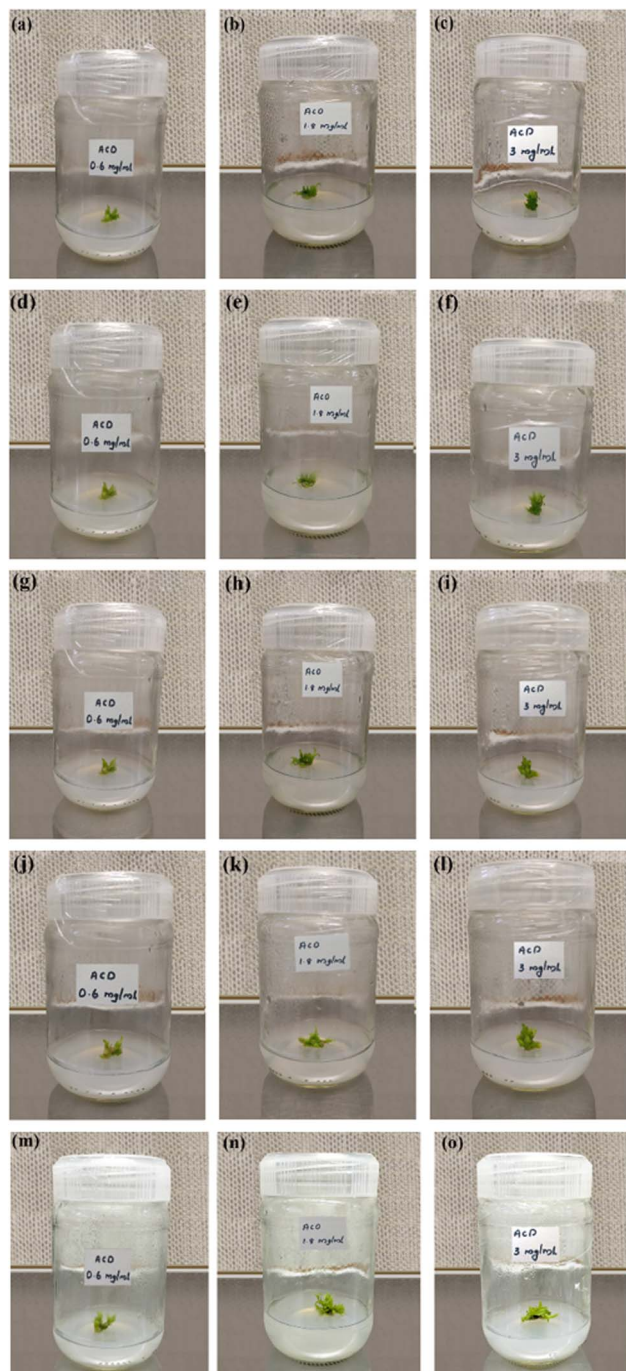 (a)
ACD
0.6 mg/ml
(b)
ACD
1.8 mg/ml
(c)
ACD
3 mg/ml
(d)
ACD
0.6 mg/ml
(e)
ACD
1.8 mg/ml
(f)
ACD
3 mg/ml
(g)
ACD
0.6 mg/ml
(h)
ACD
1.8 mg/ml
(i)
ACD
3 mg/ml
(j)
ACD
0.6 mg/ml
(k)
ACD
1.8 mg/ml
(l)
ACD
3 mg/ml
(m)
ACD
0.6 mg/ml
(n)
ACD
1.8 mg/ml
(o)
ACD
3 mg/ml